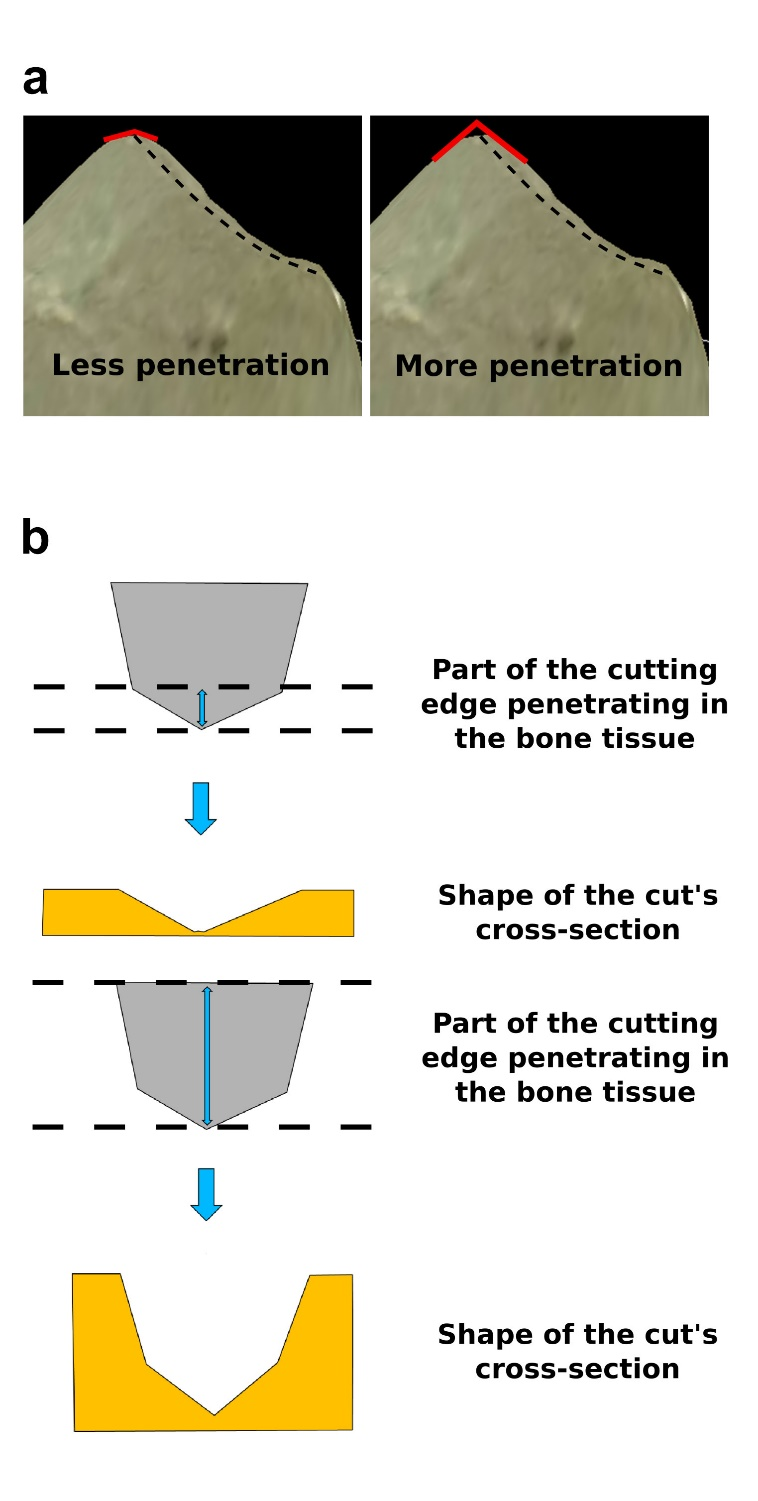 a
Less penetration
More penetration
b
Part of the cutting
edge penetrating in
the bone tissue
Shape of the cut's
cross-section
Part of the cutting
edge penetrating in
the bone tissue
Shape of the cut's
cross-section